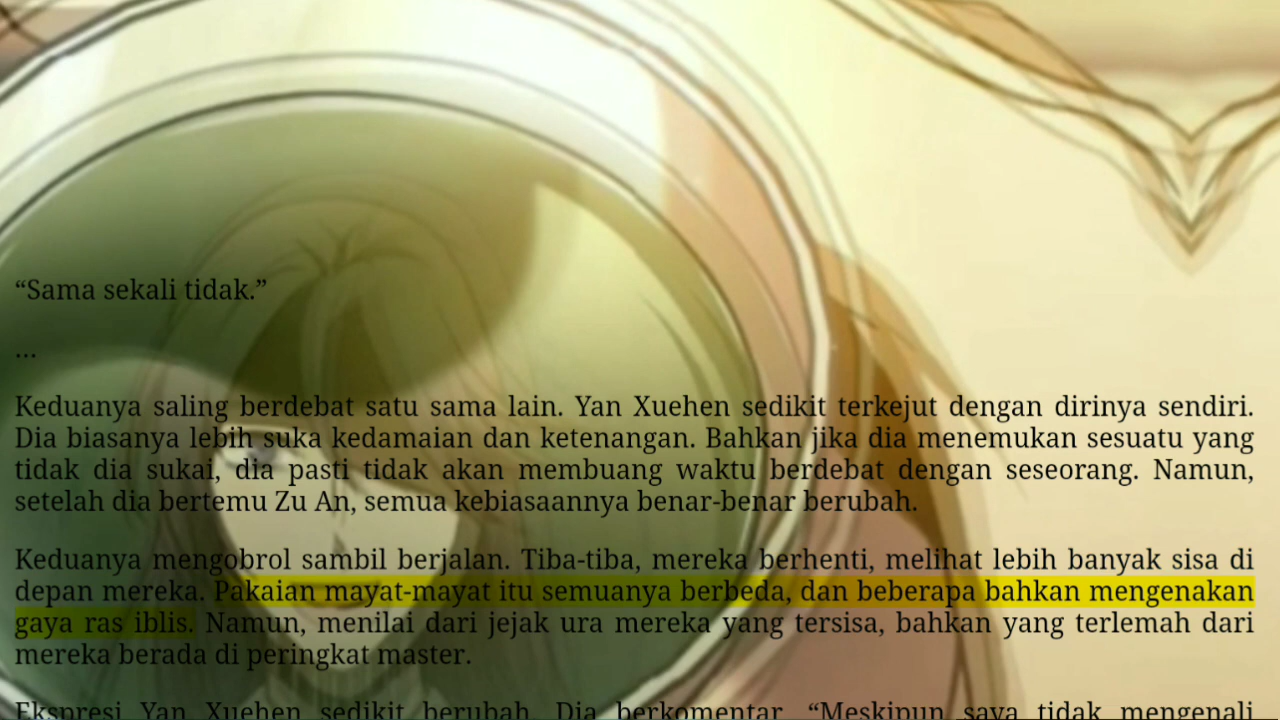 “Sama sekali tidak.”
...
Keduanya saling berdebat satu sama lain. Yan Xuehen sedikit terkejut dengan dirinya sendiri.
Dia biasanya lebih suka kedamaian dan ketenangan. Bahkan jika dia menemukan sesuatu yang
tidak dia sukai, dia pasti tidak akan membuang waktu berdebat dengan seseorang. Namun,
setelah dia bertemu Zu An, semua kebiasaannya benar-benar berubah.
Keduanya mengobrol sambil berjalan. Tiba-tiba, mereka berhenti, melihat lebih banyak sisa di
depan mereka. Pakaian mayat-mayat itu semuanya berbeda, dan beberapa bahkan mengenakan
gaya ras iblis. Namun, menilai dari jejak ura mereka yang tersisa, bahkan yang terlemah dari
mereka berada di peringkat master.
Ekspresi Yan Xuehen sedikit berubah. Dia berkomentar, “Meskipun saya tidak mengenali